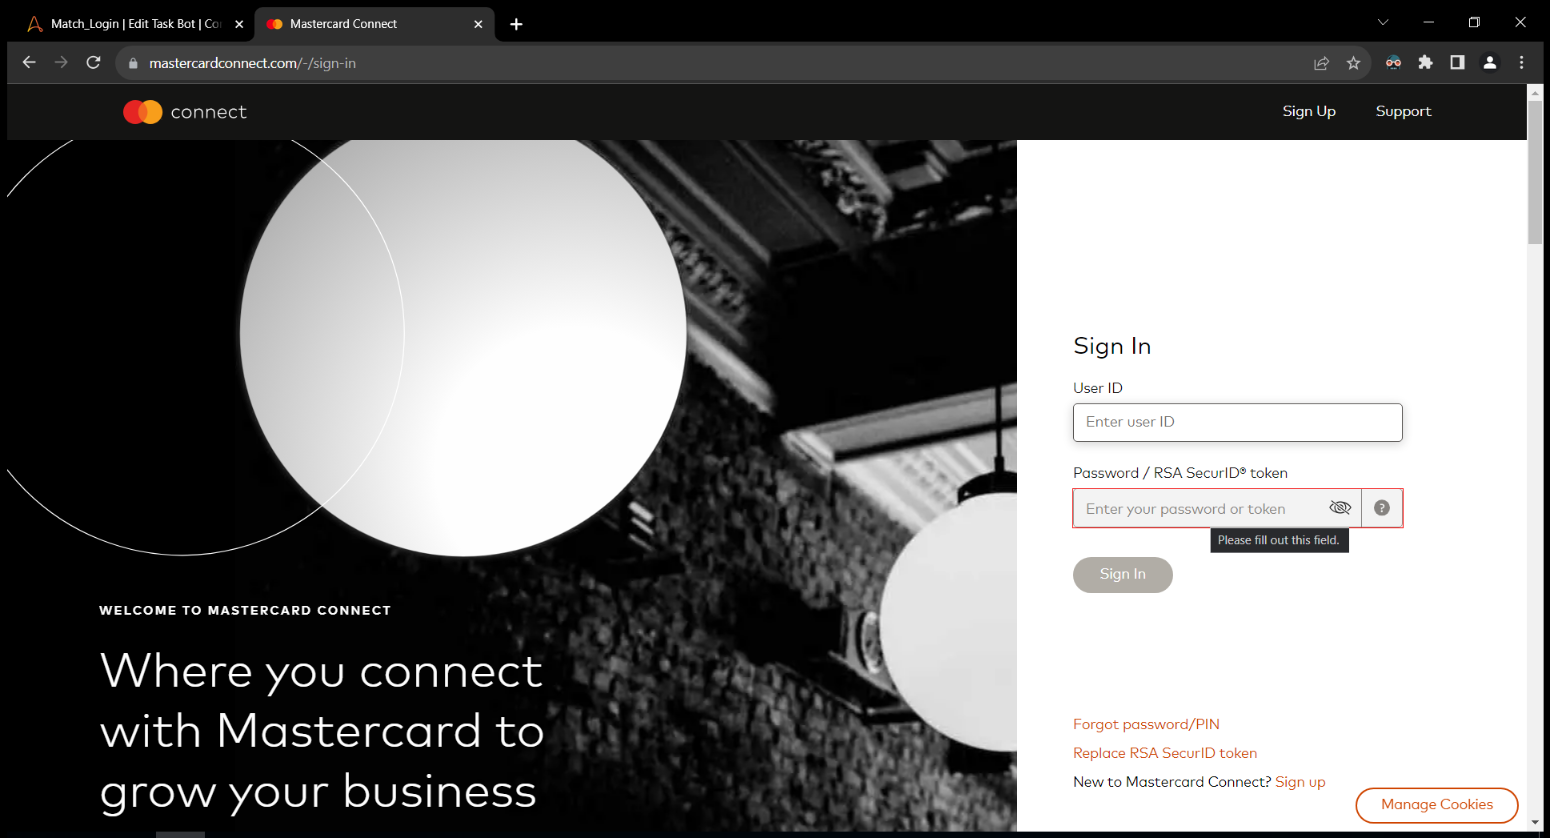 Match_Login | Edit Task Bot | Co
Mastercard Connect
mastercardconnect.com/-/sign-in
connect
Sign Up
Support
Sign In
User ID
Enter user ID
Password / RSA SecurID® token
Enter your password or token
?
Please fill out this field.
Sign In
WELCOME TO MASTERCARD CONNECT
Where you connect
with Mastercard to
grow your business
Forgot password/PIN
Replace RSA SecurID token
New to Mastercard Connect? Sign up
Manage Cookies